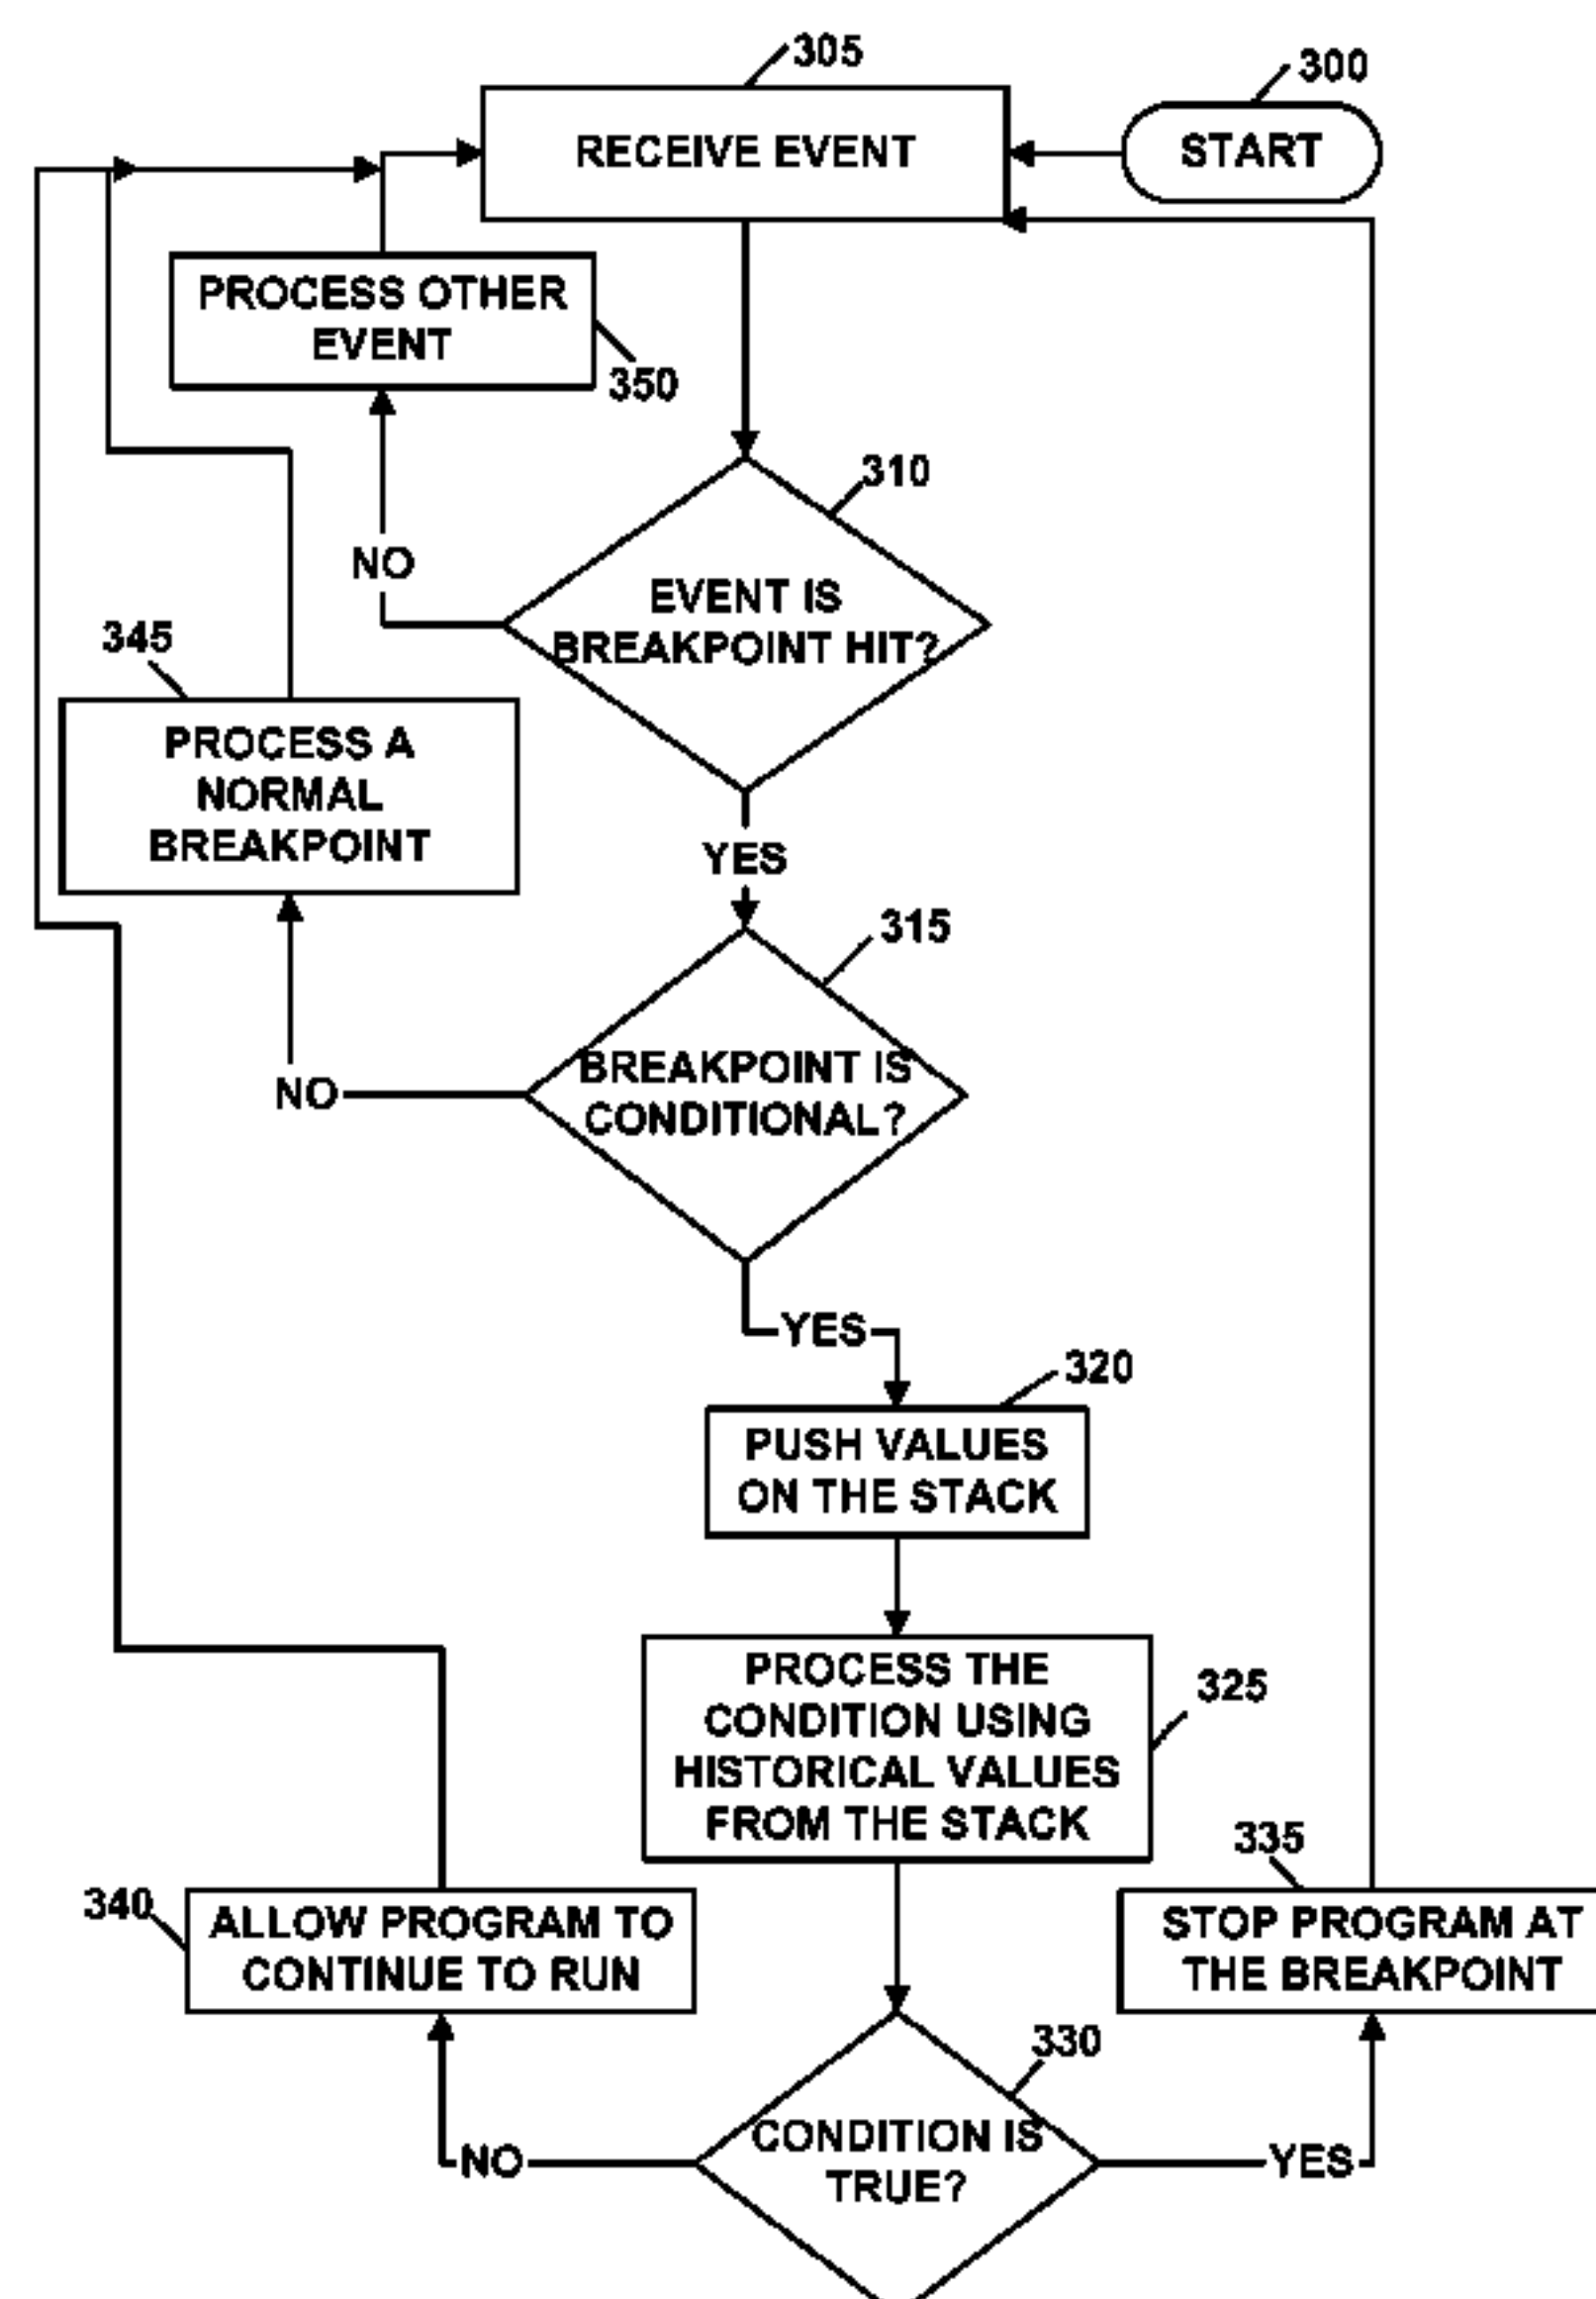 305
300
RECEIVE EVENT
START
PROCESS OTHER
EVENT
350
310
NO
EVENT IS
BREAKPOINT HIT?
345
PROCESS A
NORMAL
BREAKPOINT
YES
315
BREAKPOINT IS
CONDITIONAL?
NO
YES
320
PUSH VALUES
ON THE STACK
PROCESS THE
CONDITION USING
HISTORICAL VALUES
FROM THE STACK
325
335
340
ALLOW PROGRAM TO
CONTINUE TO RUN
STOP PROGRAM AT
THE BREAKPOINT
330
CONDITION IS
TRUE?
NO
YES